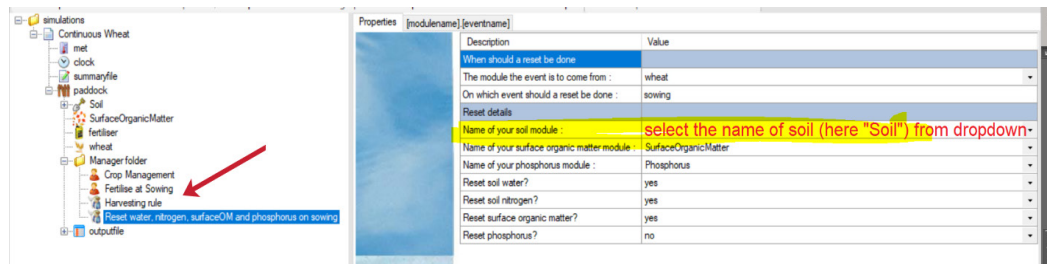 simulations
Continuous Wheat
met
clock
summaryfile
paddock
Soil
SurfaceOrganicMatter
fertiliser
wheat
Manager folder
Crop Management
Fertilise at Sowing
Harvesting rule
Reset water, nitrogen, surfaceOM and phosphorus on sowing
outputfile
Properties [modulename].[eventname]
Description Value
When should a reset be done
The module the event is to come from : wheat
On which event should a reset be done : sowing
Reset details
Name of your soil module : select the name of soil (here "Soil") from dropdown
Name of your surface organic matter module : SurfaceOrganicMatter
Name of your phosphorus module : Phosphorus
Reset soil water? yes
Reset soil nitrogen? yes
Reset surface organic matter? yes
Reset phosphorus? no